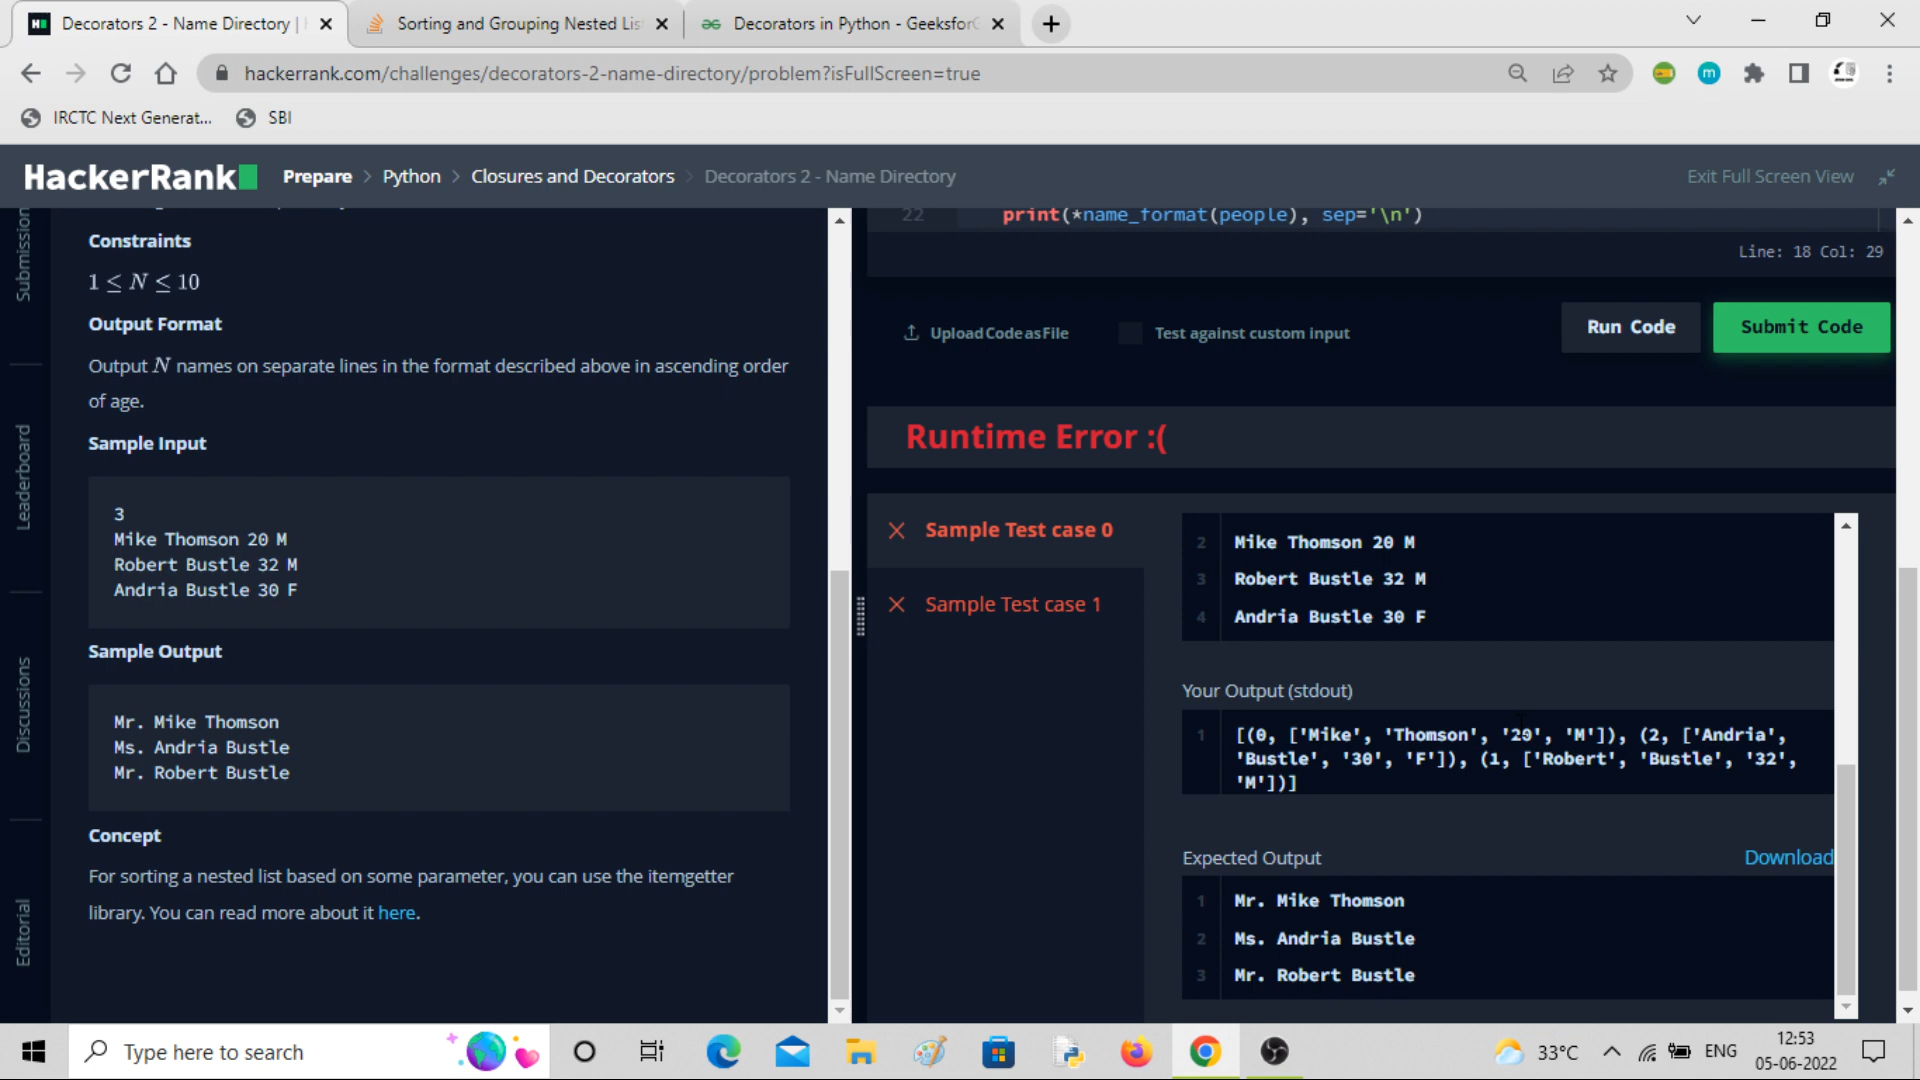 Decorators 2 - Name Directory |
Sorting and Grouping Nested Lis
Decorators in Python - Geeksfor
hackerrank.com/challenges/decorators-2-name-directory/problem?isFullScreen=true
IRCTC Next Generat...
SBI
HackerRank
Prepare > Python > Closures and Decorators > Decorators 2 - Name Directory
Exit Full Screen View
Submission
Leaderboard
Discussions
Editorial
Constraints
1 ≤ N ≤ 10
Output Format
Output N names on separate lines in the format described above in ascending order
of age.
Sample Input
3
Mike Thomson 20 M
Robert Bustle 32 M
Andria Bustle 30 F
Sample Output
Mr. Mike Thomson
Ms. Andria Bustle
Mr. Robert Bustle
Concept
For sorting a nested list based on some parameter, you can use the itemgetter
library. You can read more about it here.
22 print(*name_format(people), sep='\n')
Line: 18 Col: 29
Upload Code as File
Test against custom input
Run Code
Submit Code
Runtime Error :(
Sample Test case 0
Sample Test case 1
2 Mike Thomson 20 M
3 Robert Bustle 32 M
4 Andria Bustle 30 F
Your Output (stdout)
1 [(0, ['Mike', 'Thomson', '20', 'M']), (2, ['Andria',
'Bustle', '30', 'F']), (1, ['Robert', 'Bustle', '32',
'M'])]
Expected Output
Download
1 Mr. Mike Thomson
2 Ms. Andria Bustle
3 Mr. Robert Bustle
Type here to search
33°C
ENG
12:53
05-06-2022